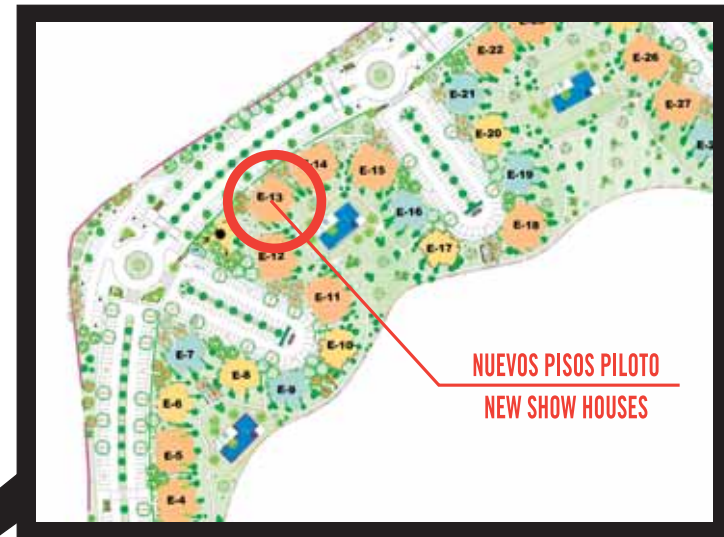 E-22
E-26
E-21
E-27
E-20
E-14
E-15
E-19
E-13
E-16
E-18
E-17
E-12
E-11
E-10
E-7
E-8
E-9
E-6
E-5
E-4
NUEVOS PISOS PILOTO
NEW SHOW HOUSES